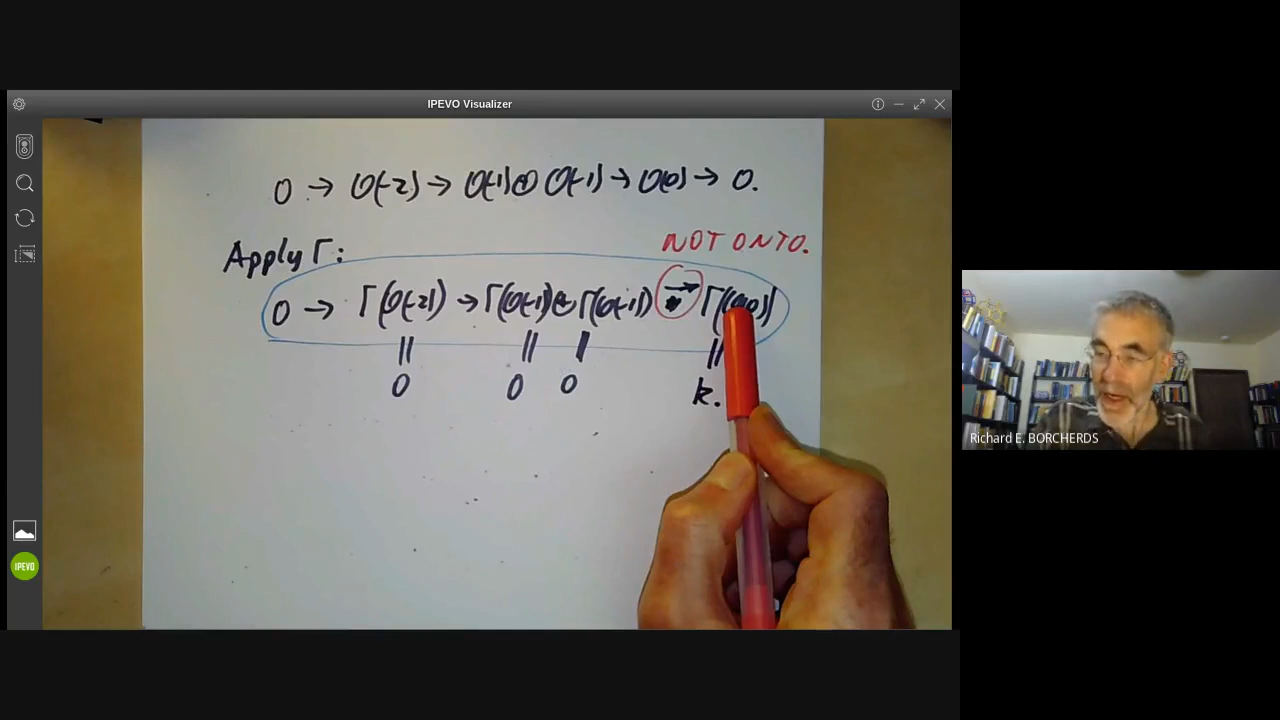 IPEVO Visualizer
0 → O(-2) → O(-1) ⊕ O(-1) → O(0) → 0.
NOT ONTO.
Apply Γ:
0 → Γ(O(-2)) → Γ(O(-1)) ⊕ Γ(O(-1)) → Γ(O(0))
|| || || ||
0 0 0 k.
Richard E. BORCHERDS
IPEVO